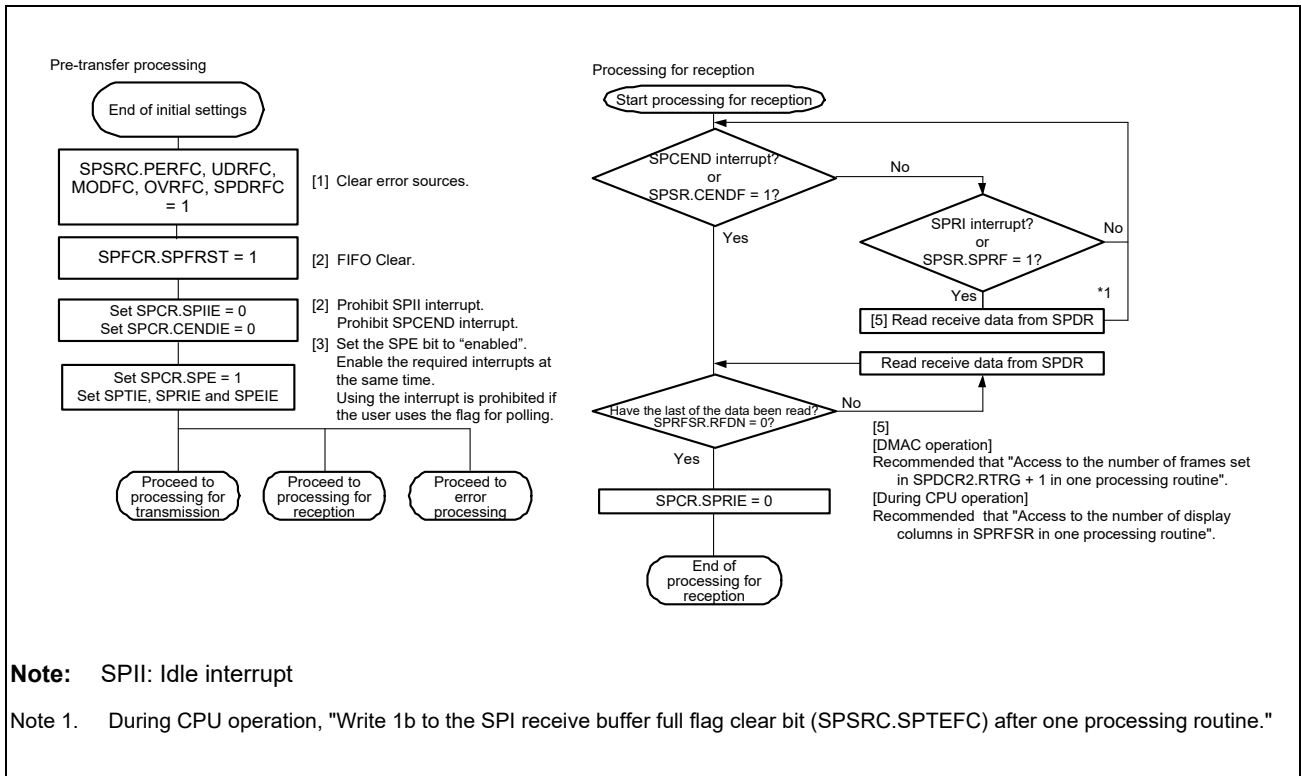 Pre-transfer processing
End of initial settings
SPSRC.PERFC, UDRFC,
MODFC, OVRFC, SPDRFC
= 1
[1] Clear error sources.
SPFCR.SPFRST = 1
[2] FIFO Clear.
Set SPCR.SPIIE = 0
Set SPCR.CENDIE = 0
[2] Prohibit SPII interrupt.
Prohibit SPCEND interrupt.
Set SPCR.SPE = 1
Set SPTIE, SPRIE and SPEIE
[3] Set the SPE bit to “enabled”.
Enable the required interrupts at
the same time.
Using the interrupt is prohibited if
the user uses the flag for polling.
Proceed to
processing for
transmission
Proceed to
processing for
reception
Proceed to
error
processing
Processing for reception
Start processing for reception
SPCEND interrupt?
or
SPSR.CENDF = 1?
No
Yes
SPRI interrupt?
or
SPSR.SPRF = 1?
No
Yes
*1
[5] Read receive data from SPDR
Read receive data from SPDR
Have the last of the data been read?
SPRFSR.RFDN = 0?
No
Yes
[5]
[DMAC operation]
Recommended that "Access to the number of frames set
in SPDCR2.RTRG + 1 in one processing routine".
[During CPU operation]
Recommended that "Access to the number of display
columns in SPRFSR in one processing routine".
SPCR.SPRIE = 0
End of
processing for
reception
Note: SPII: Idle interrupt
Note 1. During CPU operation, "Write 1b to the SPI receive buffer full flag clear bit (SPSRC.SPTEFC) after one processing routine."